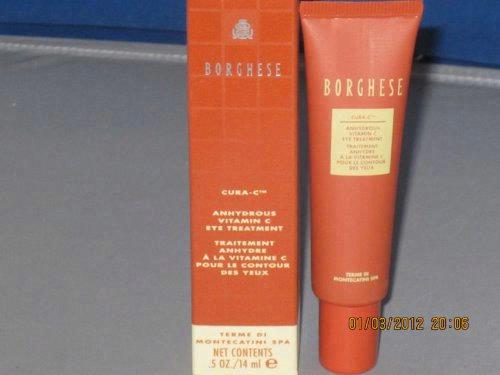 BORGHESE
CURA-C™
ANHYDROUS
VITAMIN C
EYE TREATMENT
TRAITEMENT
ANHYDRE
À LA VITAMINE C
POUR LE CONTOUR
DES YEUX
TERME DI
MONTECATINI SPA
NET CONTENTS
.5 OZ./14 ml e
BORGHESE
CURA-C™
ANHYDROUS
VITAMIN C
EYE TREATMENT
TRAITEMENT
ANHYDRE
À LA VITAMINE C
POUR LE CONTOUR
DES YEUX
TERME DI
MONTECATINI SPA
01/03/2012 20:06